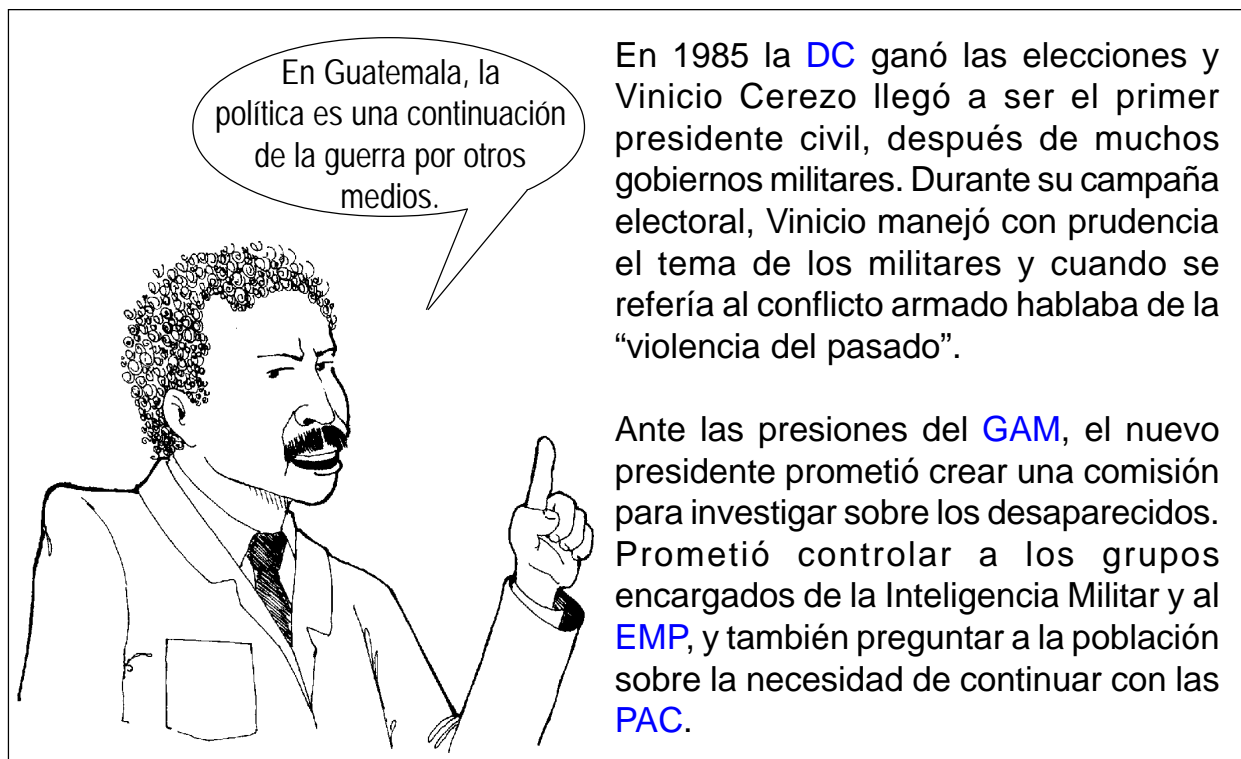 En Guatemala, la
política es una continuación
de la guerra por otros
medios.
En 1985 la DC ganó las elecciones y
Vinicio Cerezo llegó a ser el primer
presidente civil, después de muchos
gobiernos militares. Durante su campaña
electoral, Vinicio manejó con prudencia
el tema de los militares y cuando se
refería al conflicto armado hablaba de la
“violencia del pasado”.
Ante las presiones del GAM, el nuevo
presidente prometió crear una comisión
para investigar sobre los desaparecidos.
Prometió controlar a los grupos
encargados de la Inteligencia Militar y al
EMP, y también preguntar a la población
sobre la necesidad de continuar con las
PAC.